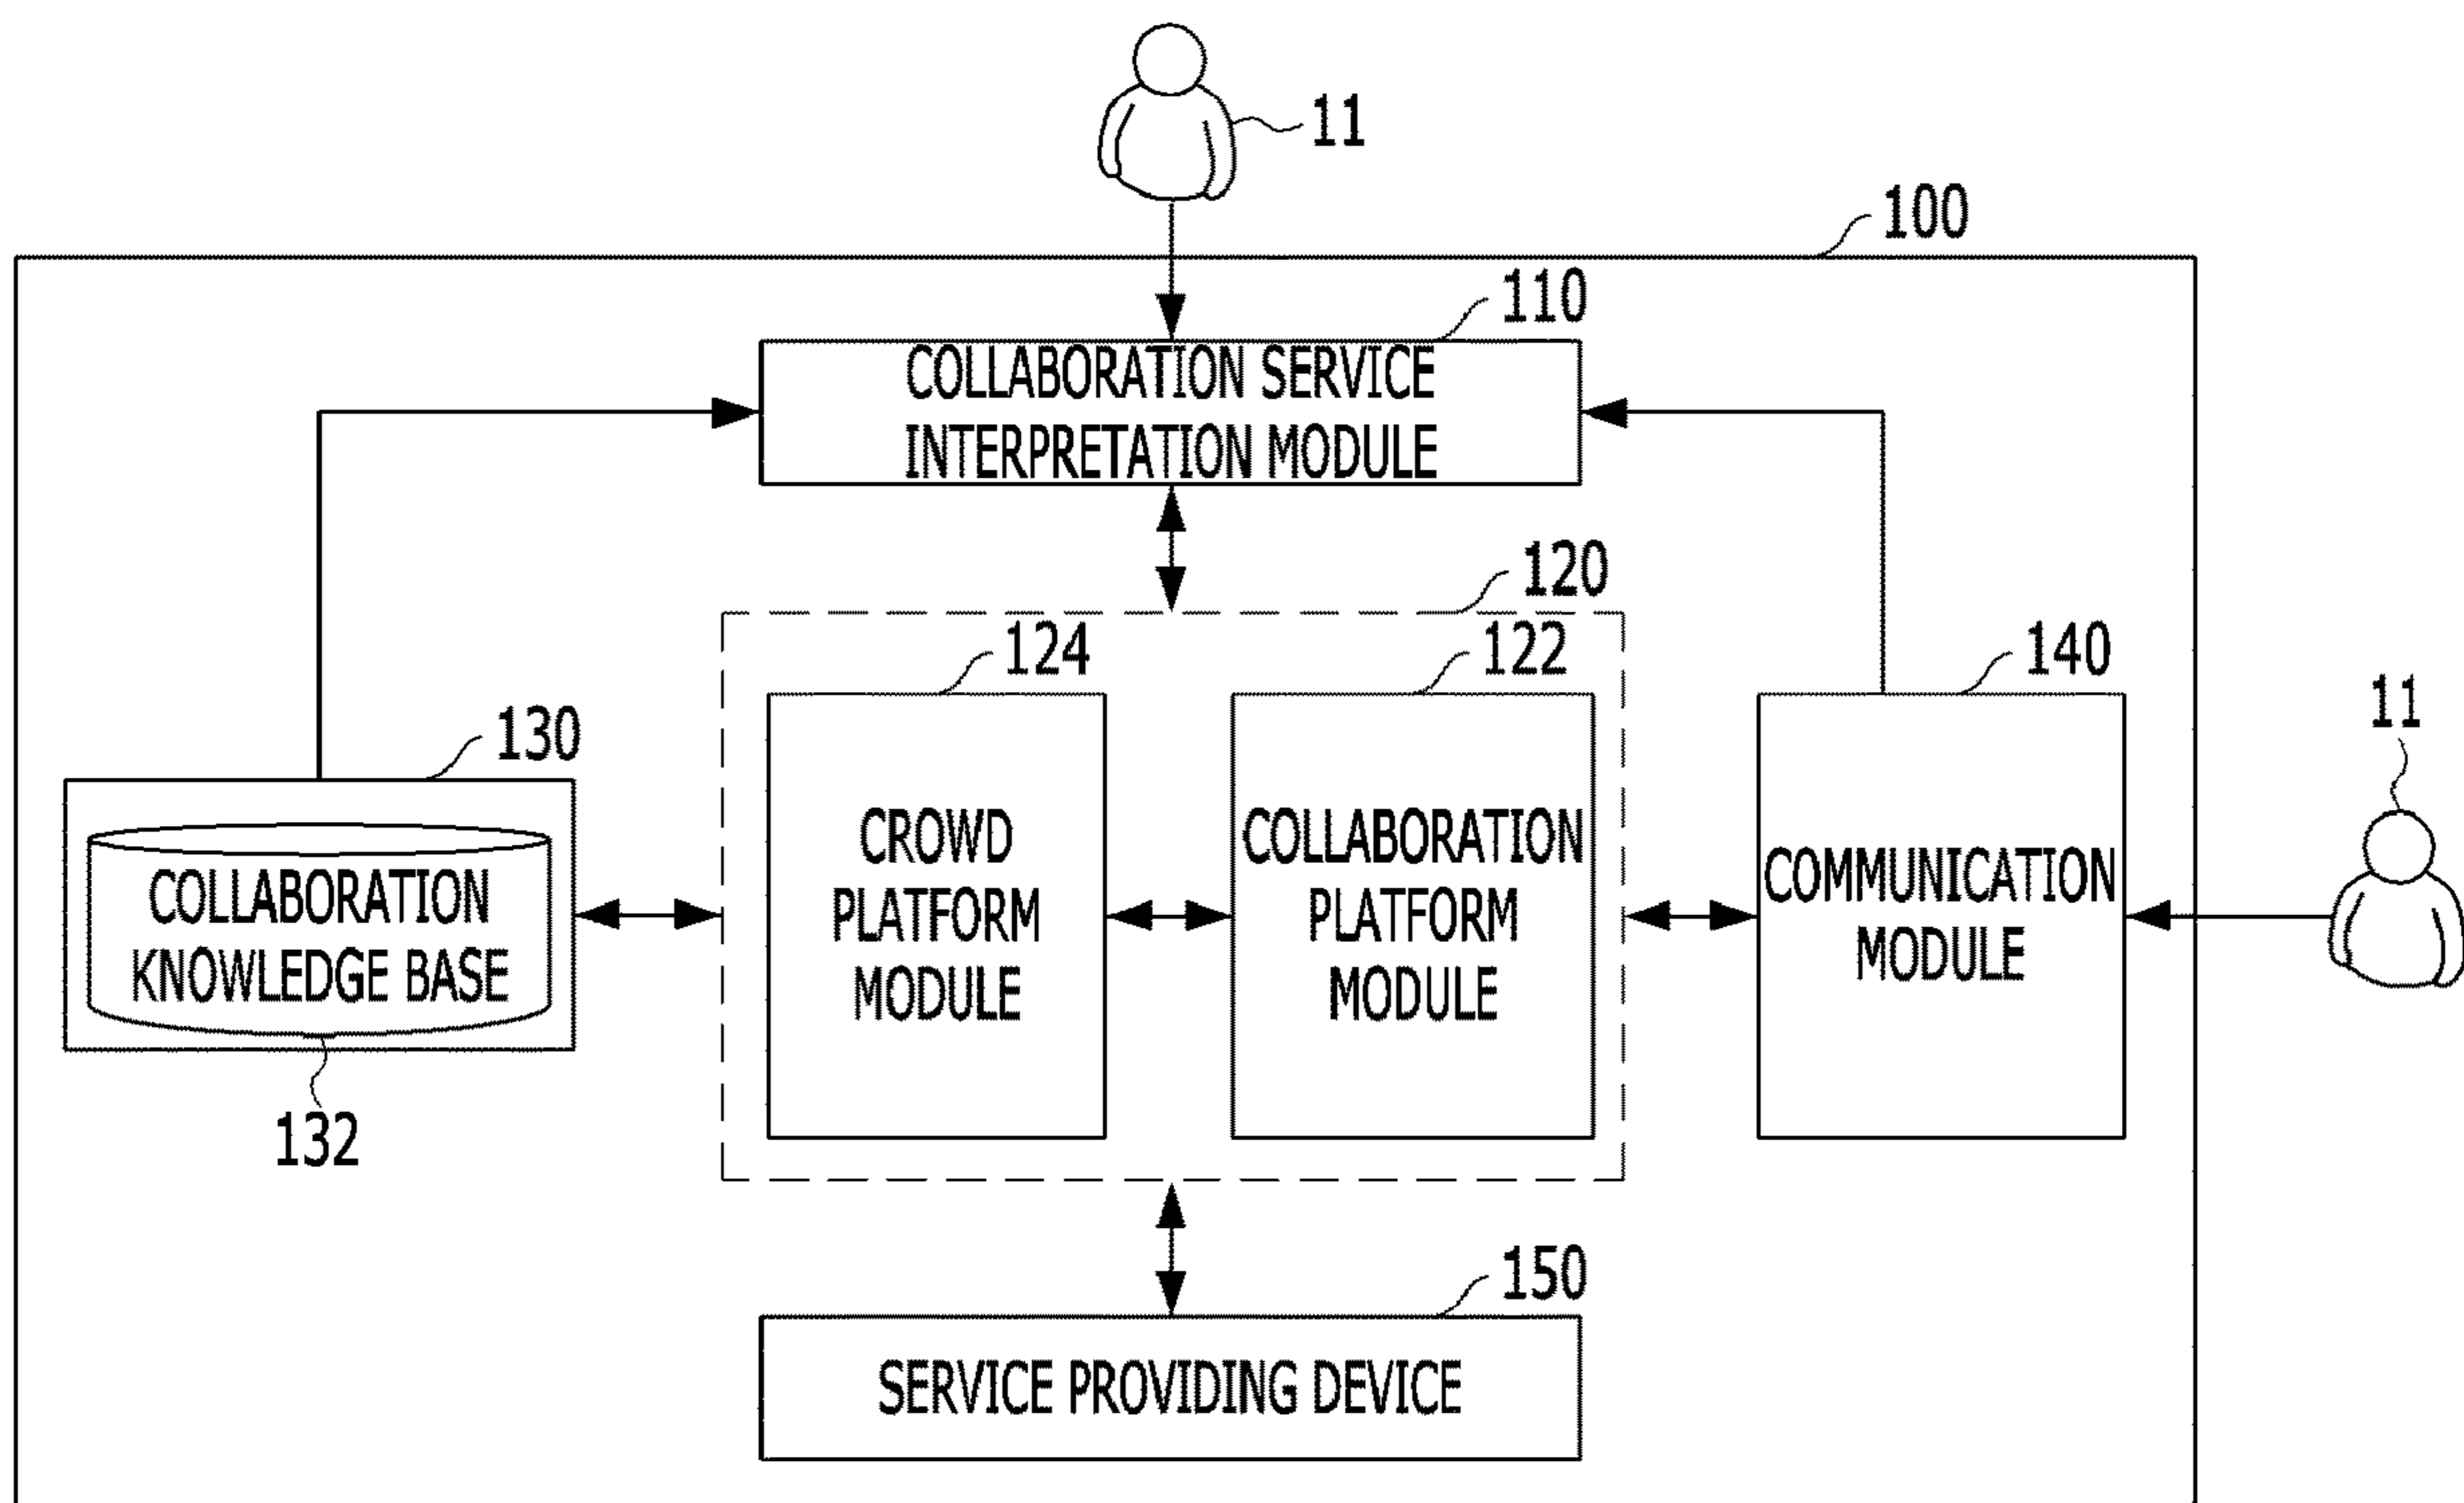 11
100
110
COLLABORATION SERVICE
INTERPRETATION MODULE
120
124
122
140
11
130
CROWD
PLATFORM
MODULE
COLLABORATION
PLATFORM
MODULE
COMMUNICATION
MODULE
COLLABORATION
KNOWLEDGE BASE
132
150
SERVICE PROVIDING DEVICE